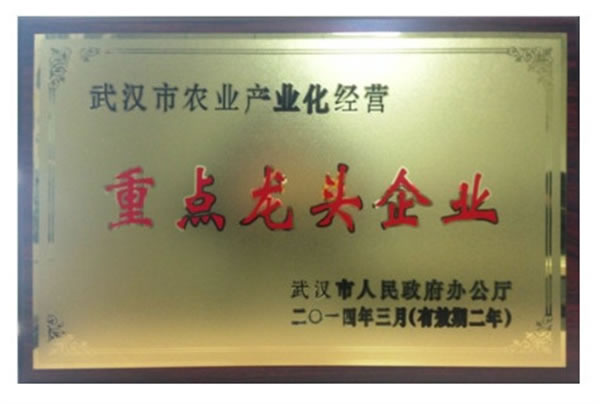 武汉市农业产业化经营
重点龙头企业
武汉市人民政府办公厅
二〇一四年三月(有效期二年)